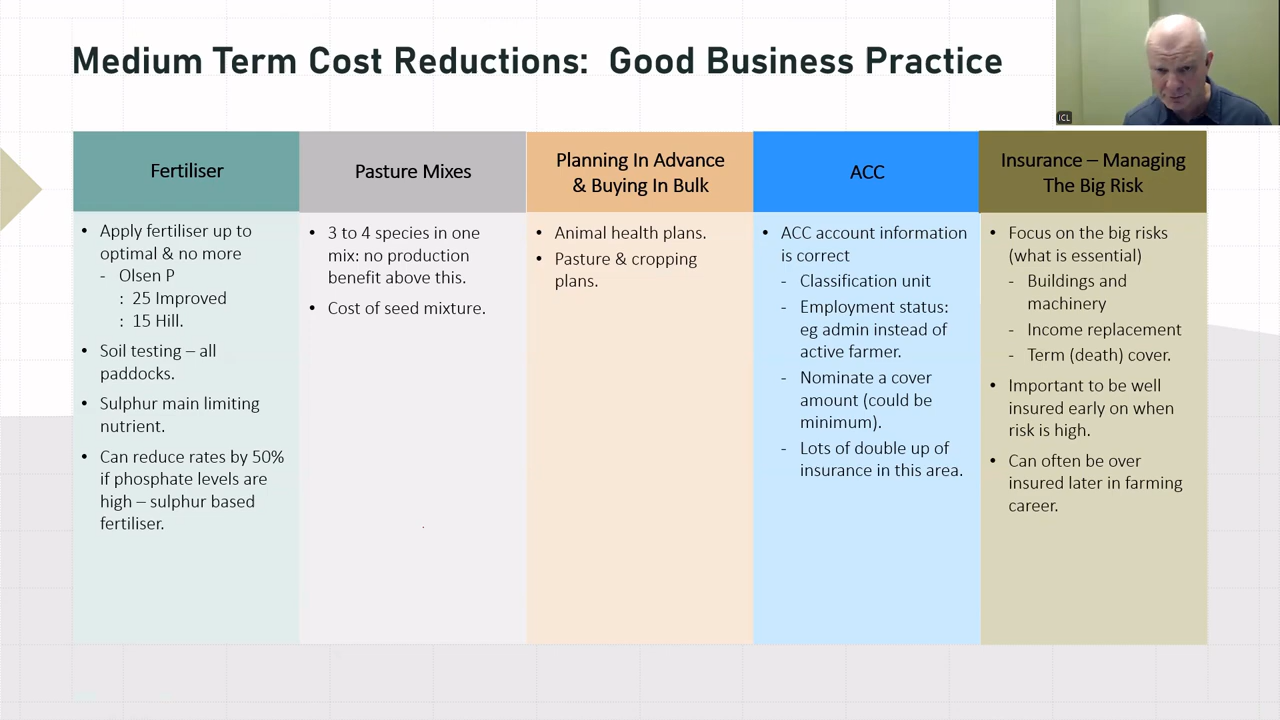 Medium Term Cost Reductions:  Good Business Practice
ICL
Fertiliser
• Apply fertiliser up to
optimal & no more
- Olsen P
: 25 Improved
: 15 Hill.
• Soil testing – all
paddocks.
• Sulphur main limiting
nutrient.
• Can reduce rates by 50%
if phosphate levels are
high – sulphur based
fertiliser.
Pasture Mixes
• 3 to 4 species in one
mix: no production
benefit above this.
• Cost of seed mixture.
Planning In Advance
& Buying In Bulk
• Animal health plans.
• Pasture & cropping
plans.
ACC
• ACC account information
is correct
- Classification unit
- Employment status:
eg admin instead of
active farmer.
- Nominate a cover
amount (could be
minimum).
- Lots of double up of
insurance in this area.
Insurance – Managing
The Big Risk
• Focus on the big risks
(what is essential)
- Buildings and
machinery
- Income replacement
- Term (death) cover.
• Important to be well
insured early on when
risk is high.
• Can often be over
insured later in farming
career.